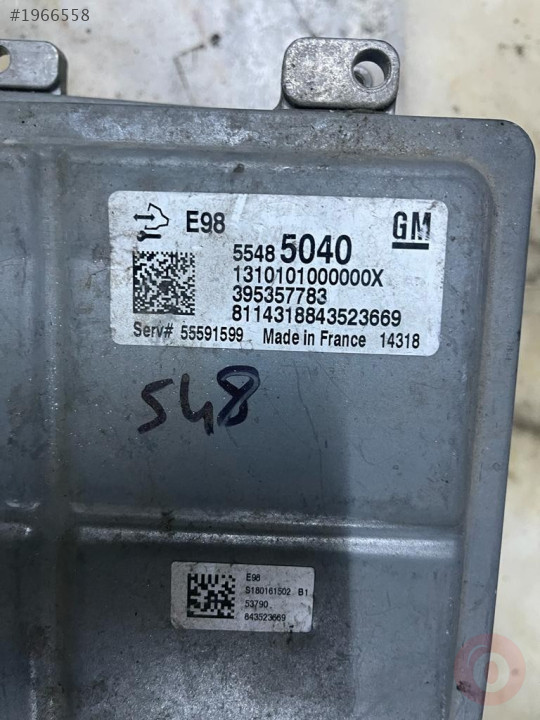 #1966558
E98
GM
5548 5040
1310101000000X
395357783
8114318843523669
Serv# 55591599 Made in France 14318
548
E98
S180161502 B1
53790
843523669